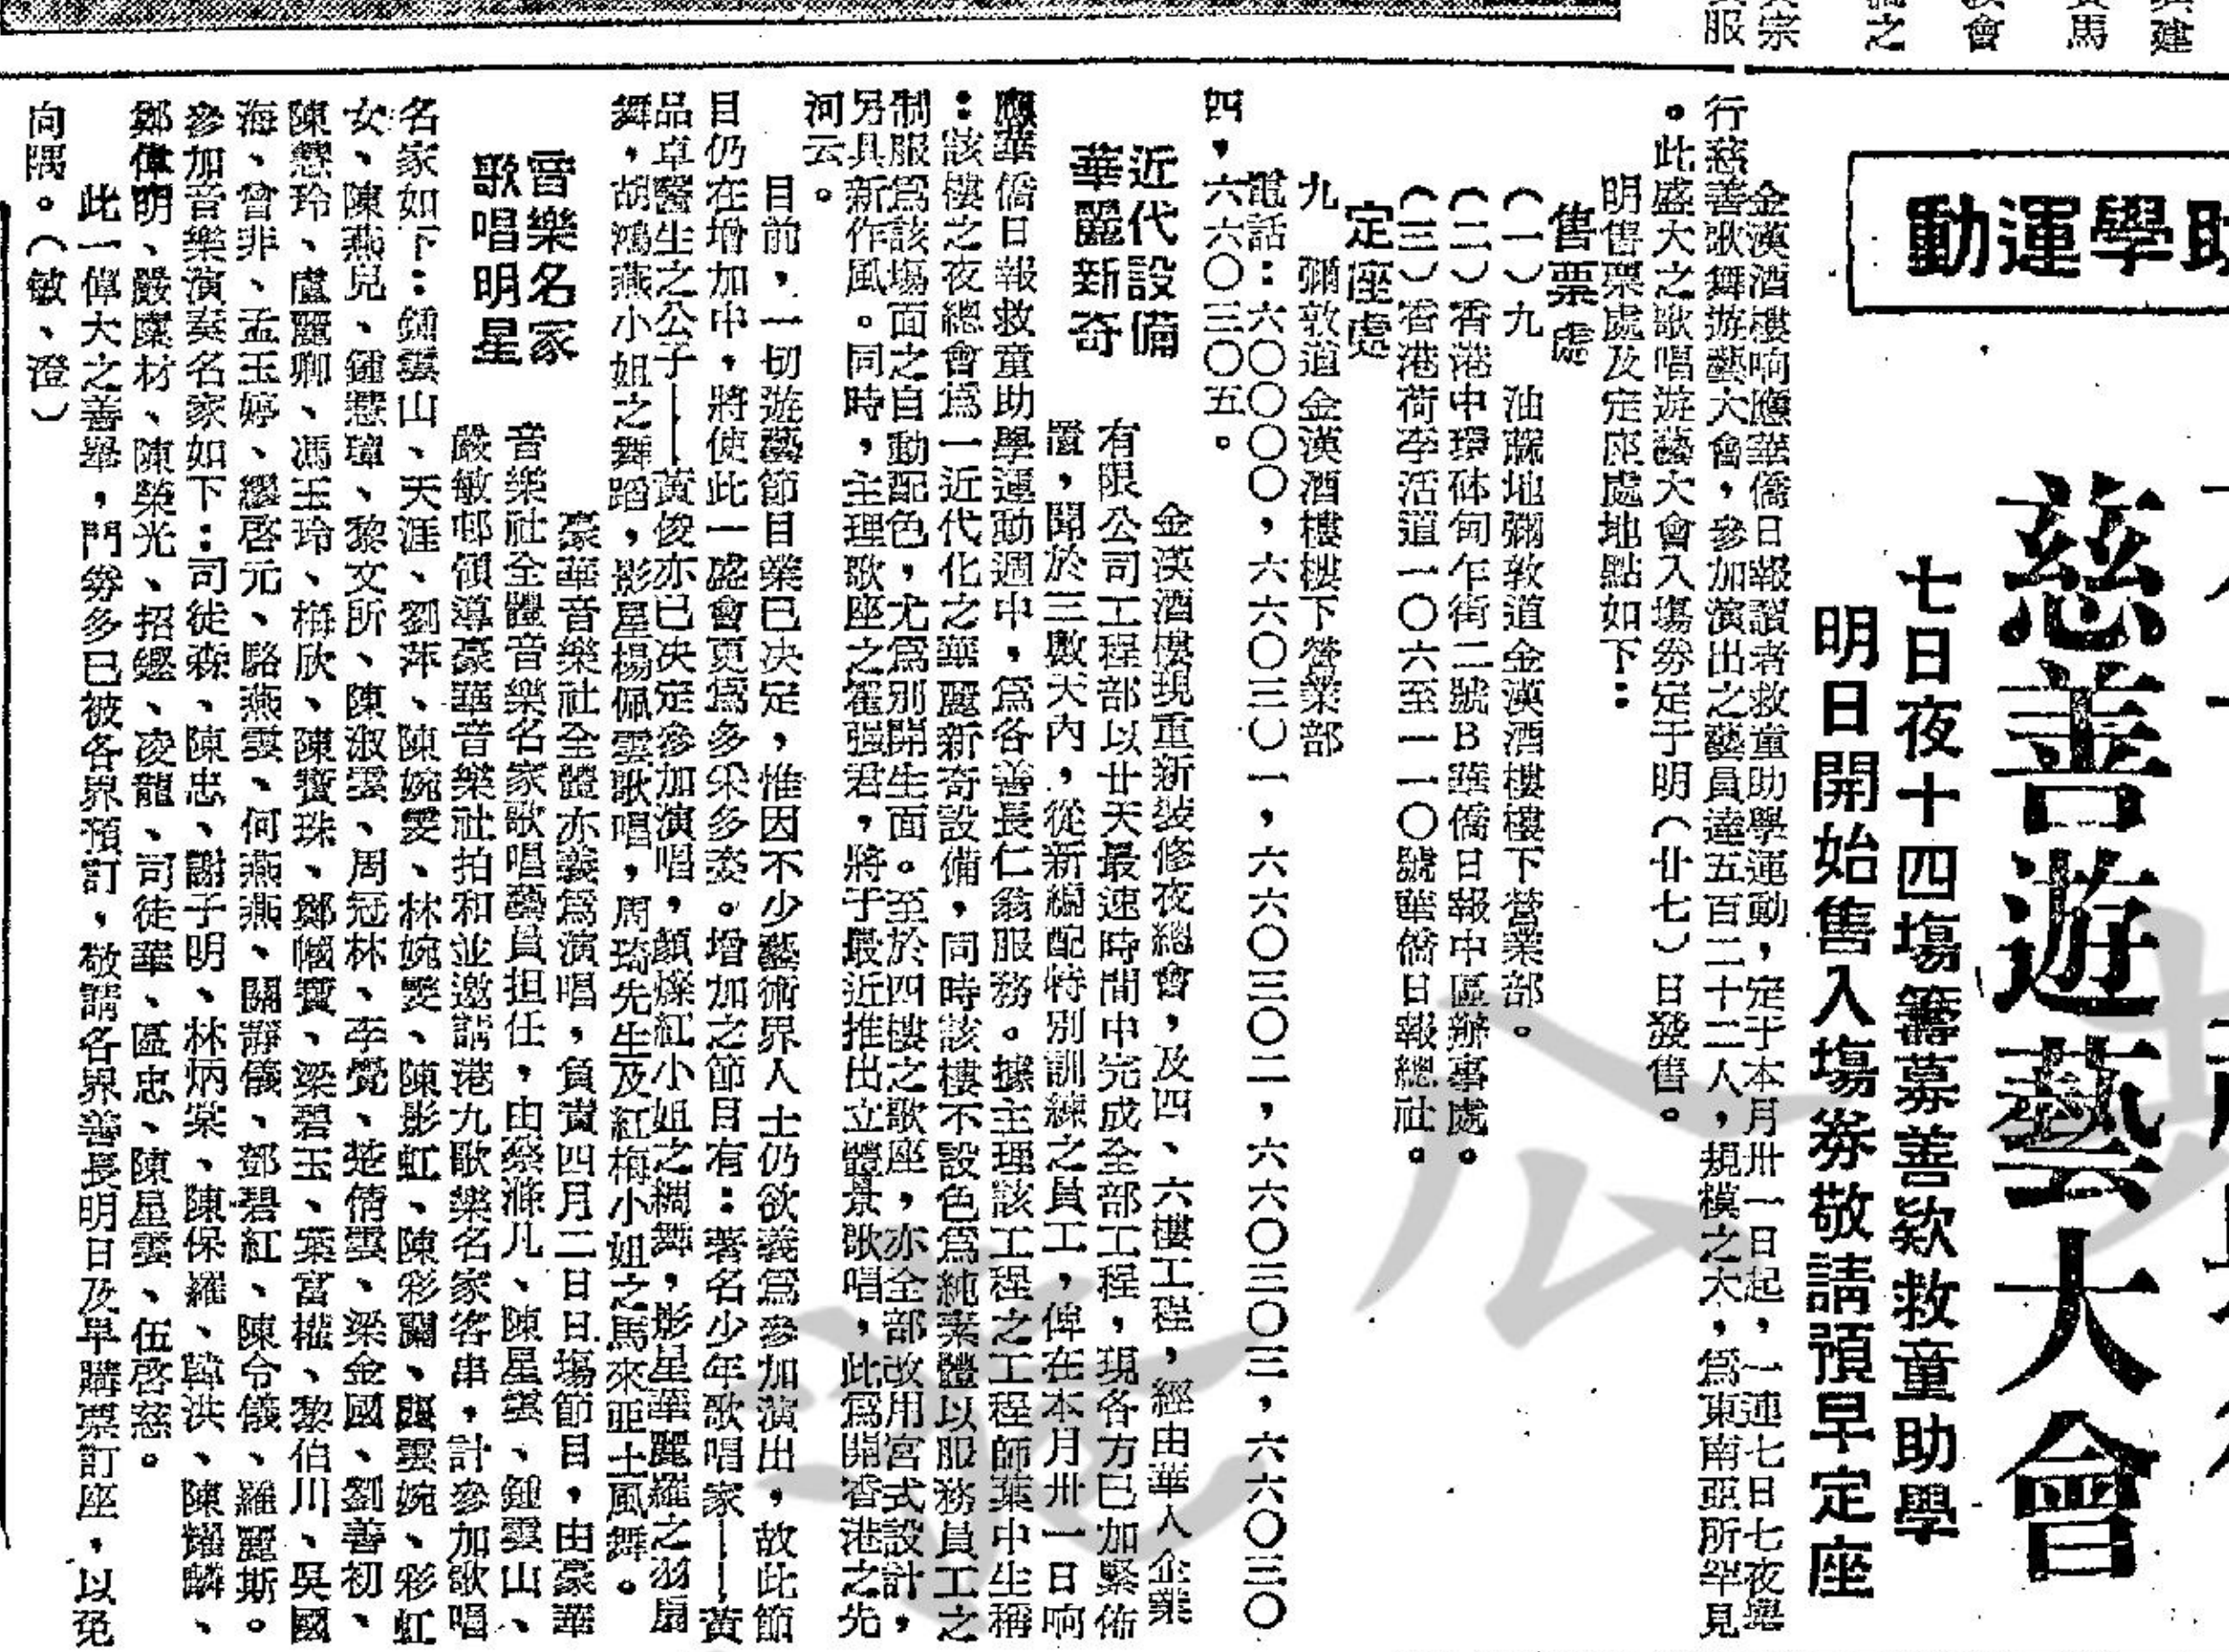 建
馬
會
之
宗
服
助學運動
慈善遊藝大會
七日夜十四塲籌募善欵救童助學
明日開始售入塲券敬請預早定座
金漢酒樓响應華僑日報讀者救童助學運動，定于本月卅一日起，一連七日七夜舉
行慈善歌舞遊藝大會，參加演出之藝員達五百二十二人，規模之大，爲東南亞所罕見
。此盛大之歌唱遊藝大會入塲券定于明（廿七）日發售。
明售票處及定座處地點如下：
售票處
（一）九　油蔴地彌敦道金漢酒樓樓下營業部。
（二）香港中環砵甸乍街二號B華僑日報中區辦事處。
（三）香港荷李活道一〇六至一一〇號華僑日報總社。
定座處
九　彌敦道金漢酒樓樓下營業部
電話：六〇〇〇〇，六六〇三〇一，六六〇三〇二，六六〇三〇三，六六〇三〇
四，六六〇三〇五。
近代設備
華麗新奇
金漢酒樓現重新裝修夜總會，及四、六樓工程，經由華人企業
有限公司工程部以廿天最速時間中完成全部工程，現各方已加緊佈
置，聞於三數天內，從新編配特別訓練之員工，俾在本月卅一日响
應華僑日報救童助學運動週中，爲各善長仁翁服務。據主理該工程之工程師葉中生稱
：該樓之夜總會爲一近代化之華麗新奇設備，同時該樓不設色爲純素體以服務員工之
制服爲該塲面之自動配色，尤爲別開生面。至於四樓之歌座，亦全部改用宮式設計，
另具新作風。同時，主理歌座之霍强君，將于最近推出立體景歌唱，此爲開香港之先
河云。
目前，一切遊藝節目業已决定，惟因不少藝術界人士仍欲義爲參加演出，故此節
目仍在增加中，將使此一盛會更爲多釆多姿。增加之節目有：著名少年歌唱家——黃
品卓醫生之公子——黃俊亦已决定參加演唱，顏燦紅小姐之綢舞，影星華麗羅之羽扇
舞，胡鴻燕小姐之舞蹈，影星楊佩雲歌唱，周琦先生及紅梅小姐之馬來亞土風舞。
音樂名家
歌唱明星
豪華音樂社全體亦義爲演唱，負責四月二日日塲節目，由豪華
音樂社全體音樂名家歌唱藝員担任，由蔡滌凡、陳星雲、鍾雲山、
嚴敏邨領導豪華音樂社拍和並邀請港九歌樂名家客串，計參加歌唱
名家如下：鍾雲山、天涯、劉萍、陳婉雯、林婉雯、陳影虹、陳彩蘭、雲婉、彩虹
女、陳燕兒、鍾慧瓊、黎文所、陳淑雲、周冠林、李覺、楚倩雲、梁金國、劉善初、
陳慧玲、盧麗卿、馮玉玲、梅欣、陳寶珠、鄭幗寶、梁碧玉、葉富權、黎伯川、吳國
海、曾非、孟玉婷、繆啓元、駱燕雲、何燕燕、關靜儀、鄧碧紅、陳令儀、羅麗斯。
參加音樂演奏名家如下：司徒森、陳忠、謝子明、林炳棠、陳保羅、韓洪、陳耀麟、
鄭偉明、嚴廩材、陳榮光、招鑑、凌龍、司徒華、區忠、陳星雲、伍啓慈。
此一偉大之善舉，門券多已被各界預訂，敬請各界善長明日及早購票訂座，以免
向隅。（敏、澄）